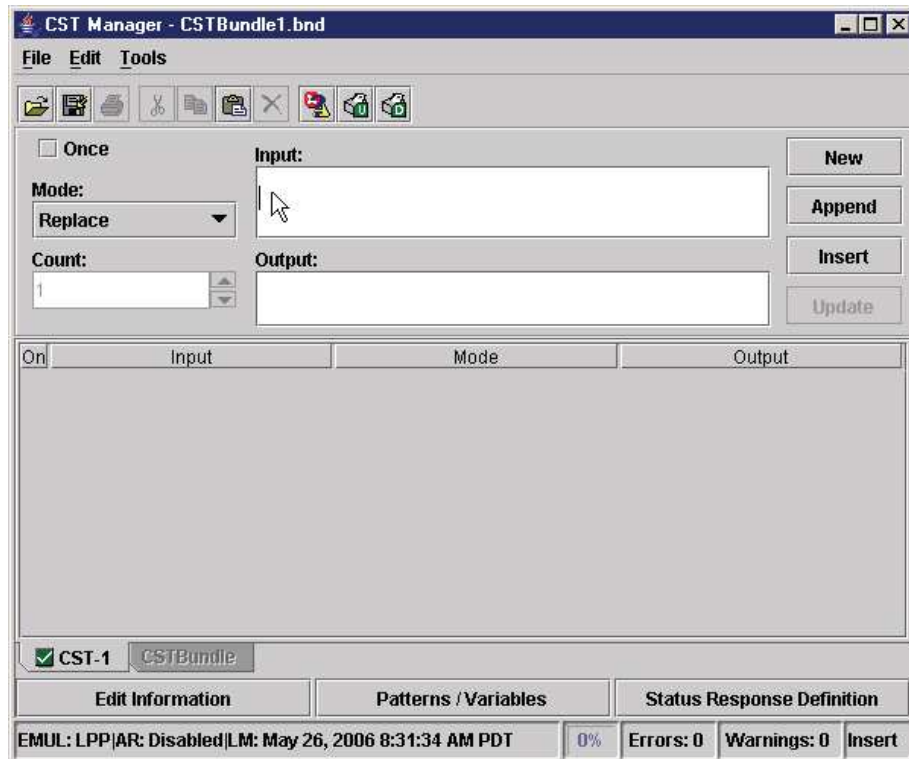 CST Manager - CSTBundle1.bnd
File Edit Tools
U D
Once
Input:
New
Mode:
Replace
Append
Count:
Output:
Insert
1
Update
On Input Mode Output
CST-1 CSTBundle
Edit Information Patterns / Variables Status Response Definition
EMUL: LPP|AR: Disabled|LM: May 26, 2006 8:31:34 AM PDT 0% Errors: 0 Warnings: 0 Insert